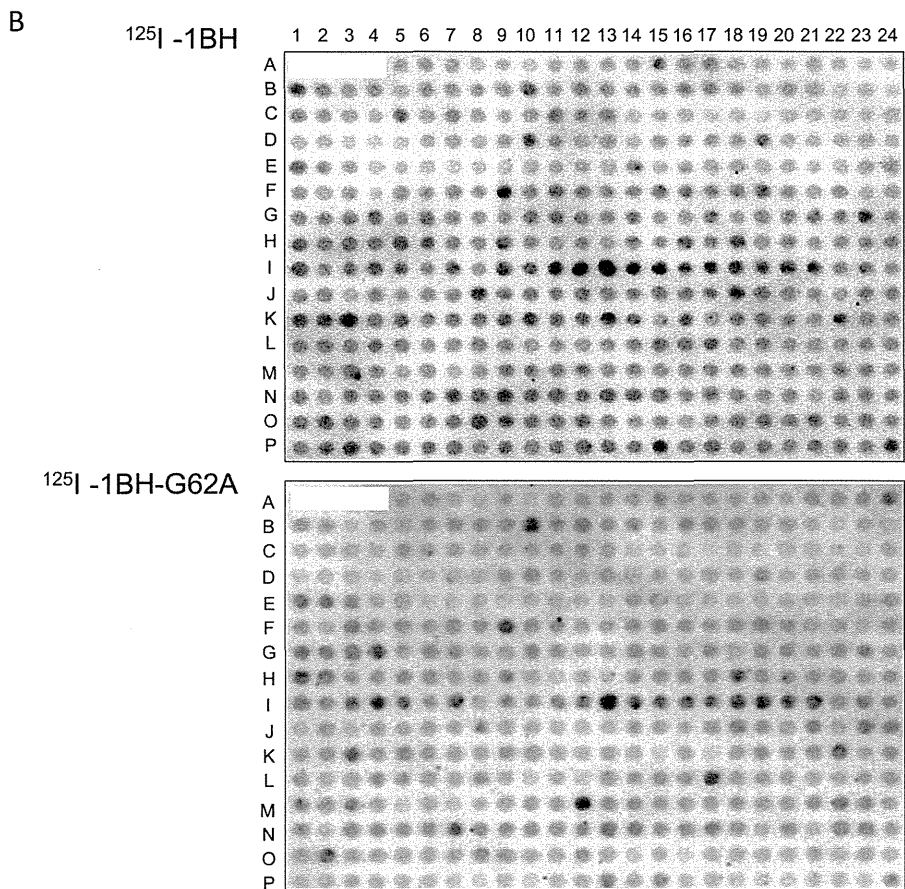 B
¹²⁵I -1BH
1 2 3 4 5 6 7 8 9 10 11 12 13 14 15 16 17 18 19 20 21 22 23 24
A
B
C
D
E
F
G
H
I
J
K
L
M
N
O
P
¹²⁵I -1BH-G62A
A
B
C
D
E
F
G
H
I
J
K
L
M
N
O
P